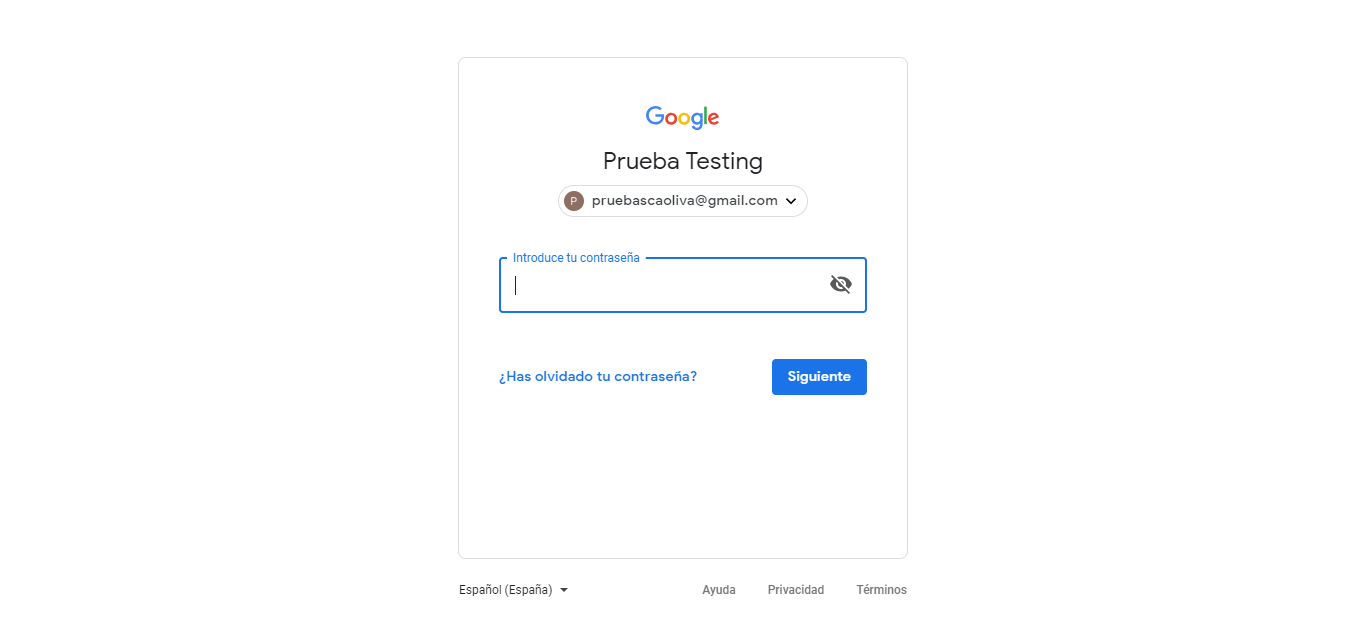 Google
Prueba Testing
P pruebascaoliva@gmail.com
Introduce tu contraseña
¿Has olvidado tu contraseña? Siguiente
Español (España) Ayuda Privacidad Términos